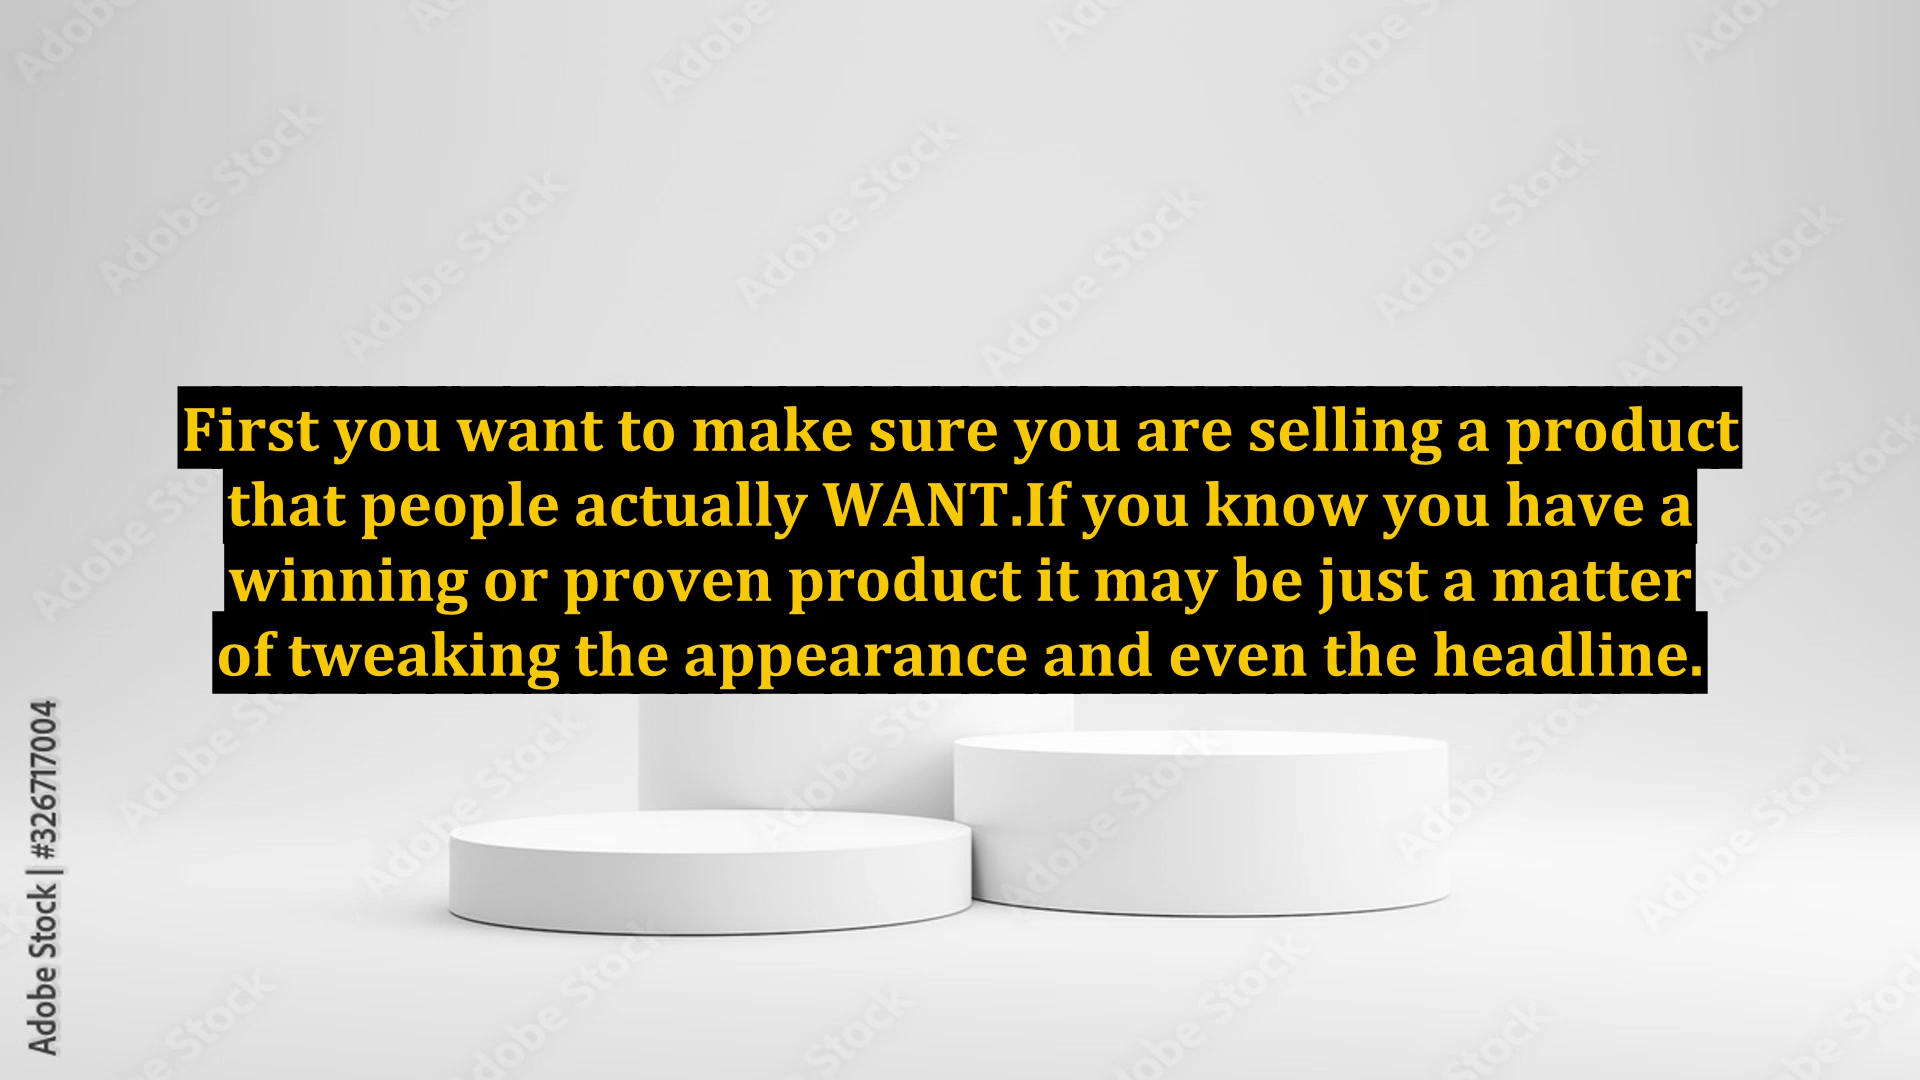 First you want to make sure you are selling a product
that people actually WANT.If you know you have a
winning or proven product it may be just a matter
of tweaking the appearance and even the headline.
Adobe Stock | #326717004
Adobe Stock